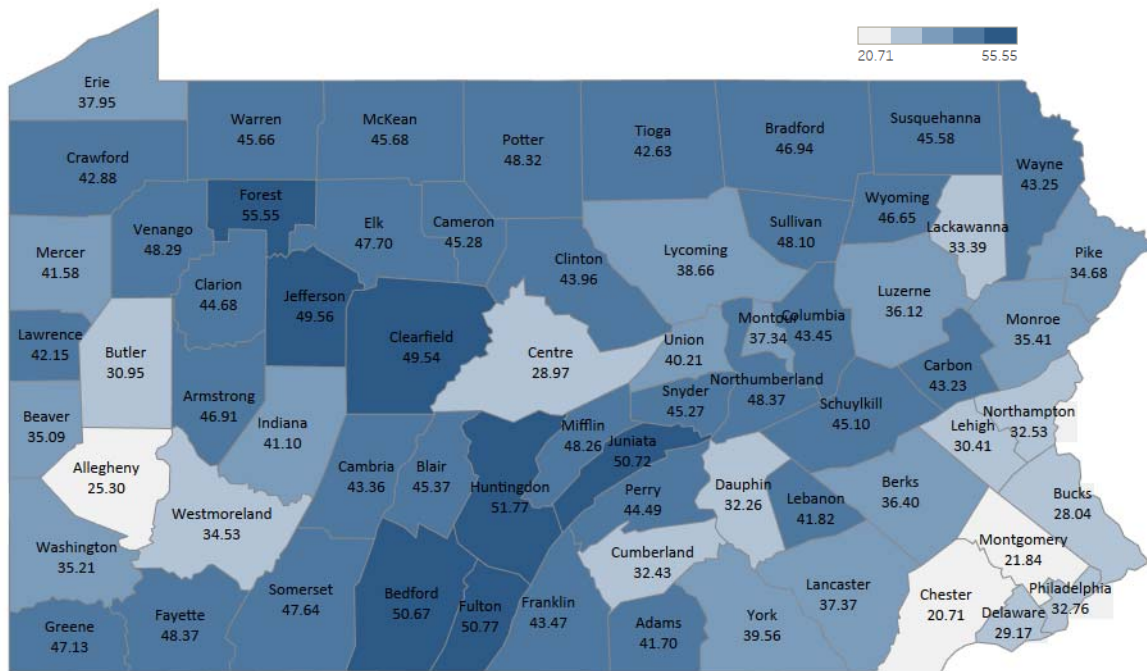 20.71 55.55
Erie
37.95
Warren
45.66
McKean
45.68
Potter
48.32
Tioga
42.63
Bradford
46.94
Susquehanna
45.58
Wayne
43.25
Crawford
42.88
Forest
55.55
Venango
48.29
Elk
47.70
Cameron
45.28
Clinton
43.96
Lycoming
38.66
Sullivan
48.10
Wyoming
46.65
Lackawanna
33.39
Pike
34.68
Mercer
41.58
Clarion
44.68
Jefferson
49.56
Clearfield
49.54
Centre
28.97
Union
40.21
Montour
37.34
Columbia
43.45
Luzerne
36.12
Monroe
35.41
Lawrence
42.15
Butler
30.95
Armstrong
46.91
Indiana
41.10
Snyder
45.27
Northumberland
48.37
Schuylkill
45.10
Carbon
43.23
Lehigh
30.41
Northampton
32.53
Beaver
35.09
Allegheny
25.30
Westmoreland
34.53
Cambria
43.36
Blair
45.37
Huntingdon
51.77
Mifflin
48.26
Juniata
50.72
Perry
44.49
Dauphin
32.26
Lebanon
41.82
Berks
36.40
Bucks
28.04
Washington
35.21
Cumberland
32.43
Montgomery
21.84
Greene
47.13
Fayette
48.37
Somerset
47.64
Bedford
50.67
Fulton
50.77
Franklin
43.47
Adams
41.70
York
39.56
Lancaster
37.37
Chester
20.71
Delaware
29.17
Philadelphia
32.76